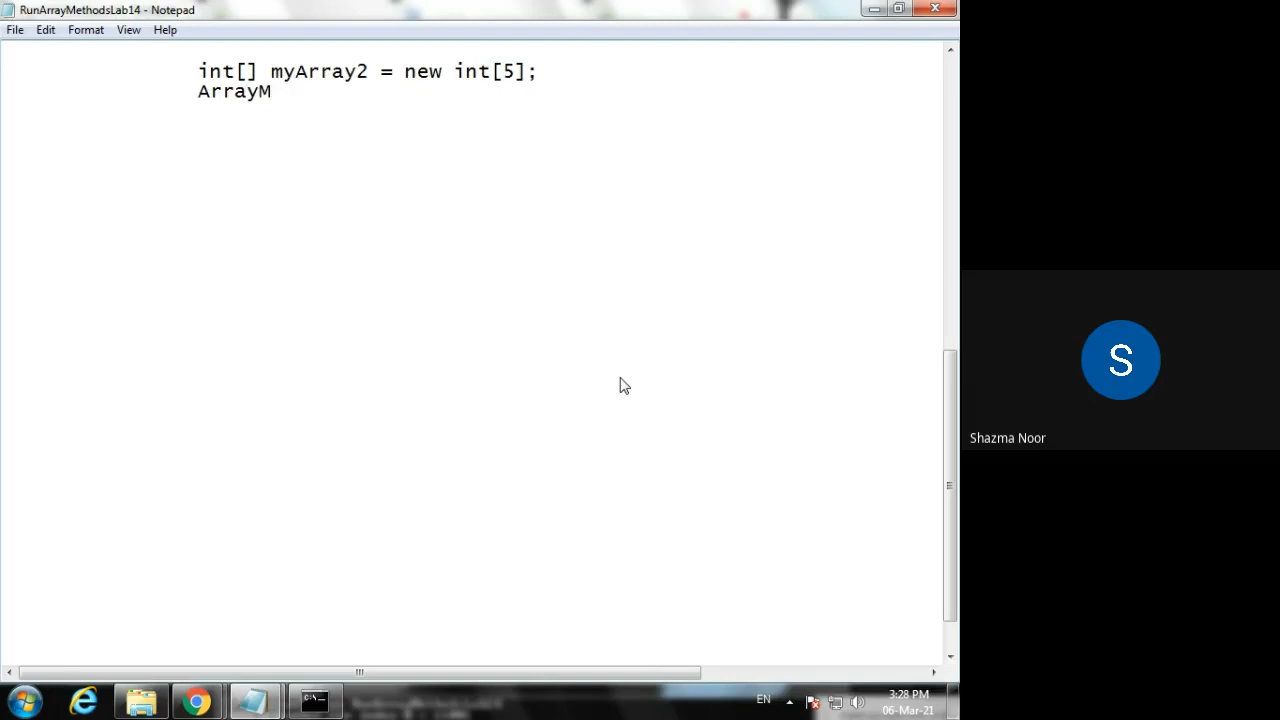 RunArrayMethodsLab14 - Notepad
File Edit Format View Help
int[] myArray2 = new int[5];
ArrayM
S
Shazma Noor
EN
3:28 PM
06-Mar-21